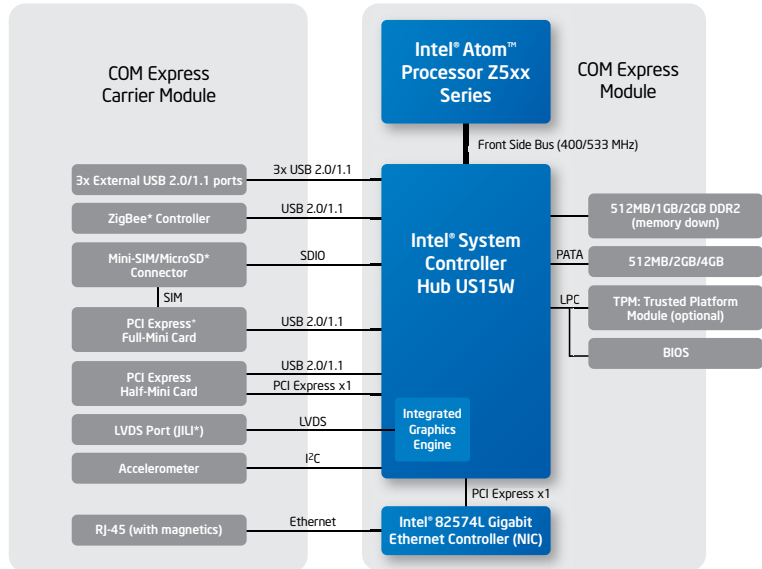 COM Express
Carrier Module
Intel® Atom™
Processor Z5xx
Series
COM Express
Module
Front Side Bus (400/533 MHz)
3x External USB 2.0/1.1 ports
3x USB 2.0/1.1
ZigBee* Controller
USB 2.0/1.1
Mini-SIM/MicroSD*
Connector
SDIO
SIM
PCI Express*
Full-Mini Card
USB 2.0/1.1
PCI Express
Half-Mini Card
USB 2.0/1.1
PCI Express x1
LVDS Port (JILI*)
LVDS
Accelerometer
I²C
RJ-45 (with magnetics)
Ethernet
Intel® System
Controller
Hub US15W
Integrated
Graphics
Engine
512MB/1GB/2GB DDR2
(memory down)
PATA
512MB/2GB/4GB
LPC
TPM: Trusted Platform
Module (optional)
BIOS
PCI Express x1
Intel® 82574L Gigabit
Ethernet Controller (NIC)